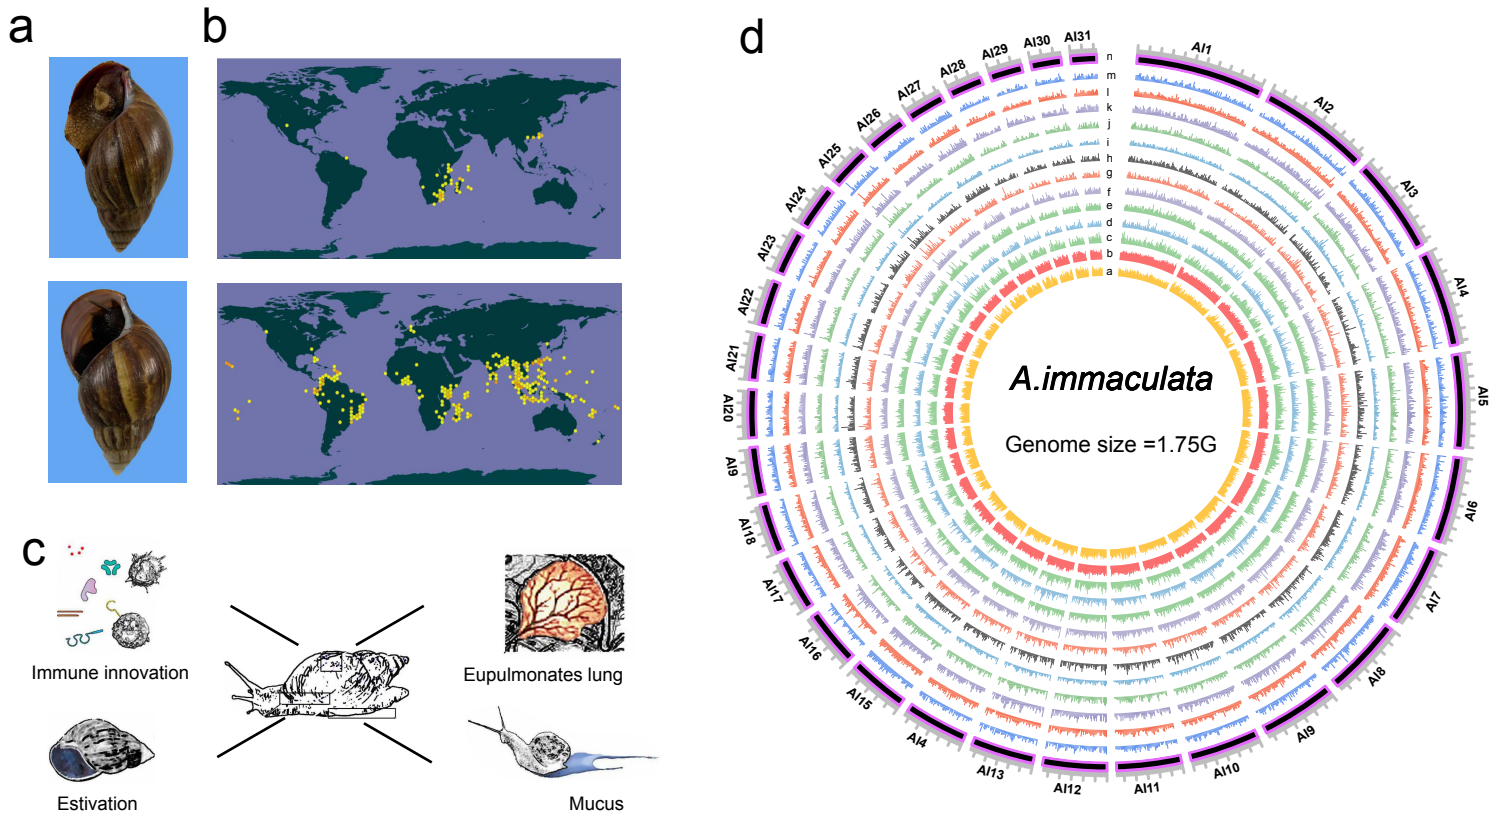 a
b
c
Immune innovation
Eupulmonates lung
Estivation
Mucus
d
AI1
AI2
AI3
AI4
AI5
AI6
AI7
AI8
AI9
AI10
AI11
AI12
AI13
AI4
AI15
AI16
AI17
AI18
AI9
AI20
AI21
AI22
AI23
AI24
AI25
AI26
AI27
AI28
AI29
AI30
AI31
n
m
l
k
j
i
h
g
f
e
d
c
b
a
A.immaculata
Genome size =1.75G